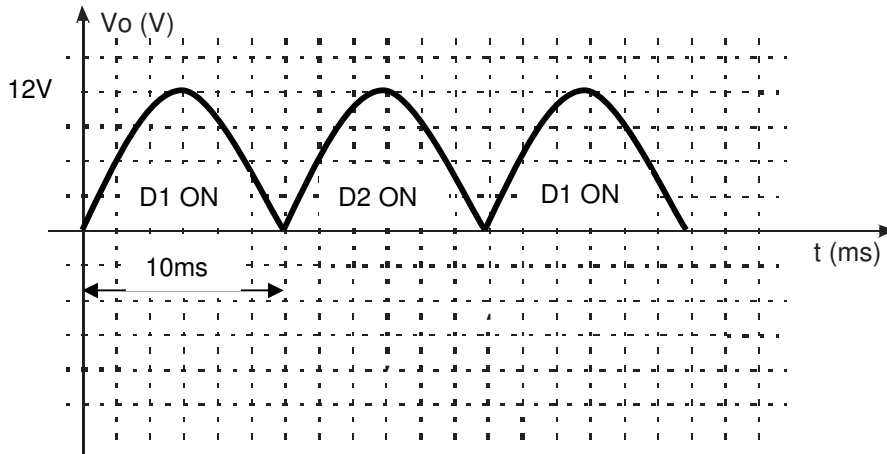 Vo (V)
12V
D1 ON
D2 ON
D1 ON
t (ms)
10ms